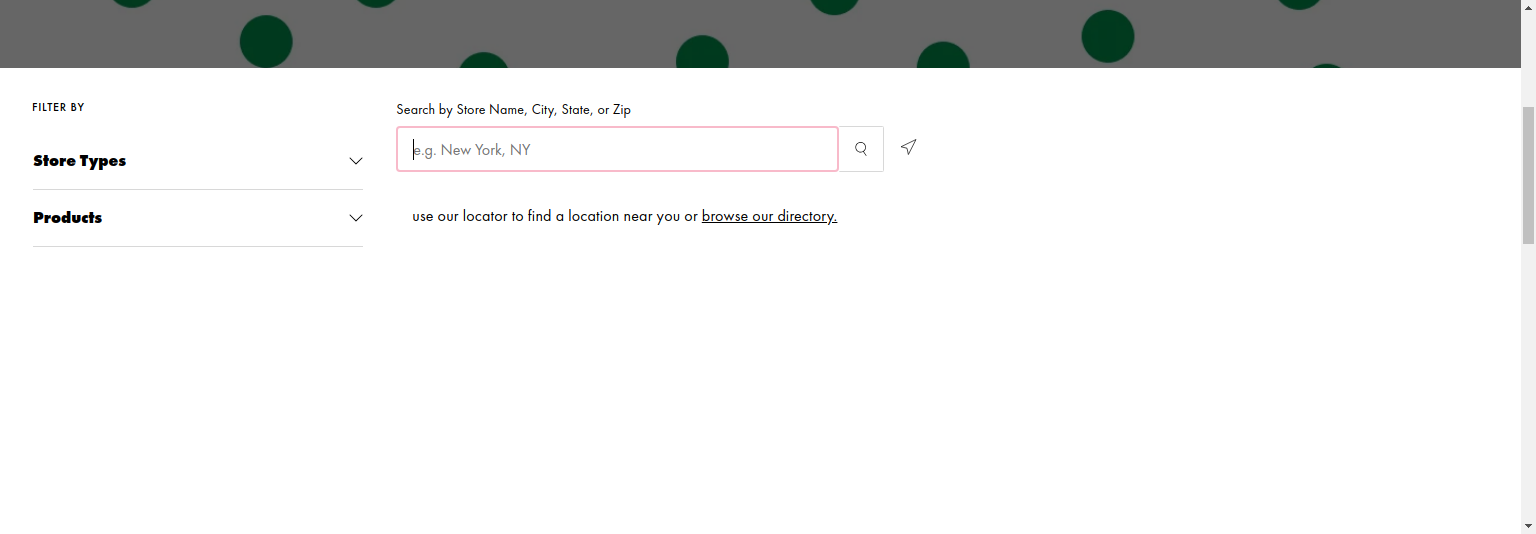 FILTER BY
Store Types
Products
Search by Store Name, City, State, or Zip
e.g. New York, NY
use our locator to find a location near you or browse our directory.